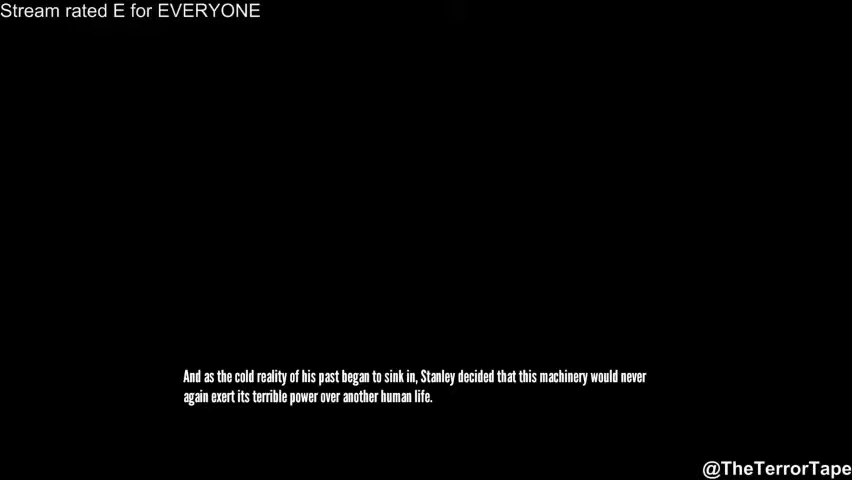 Stream rated E for EVERYONE
And as the cold reality of his past began to sink in, Stanley decided that this machinery would never
again exert its terrible power over another human life.
@TheTerrorTape